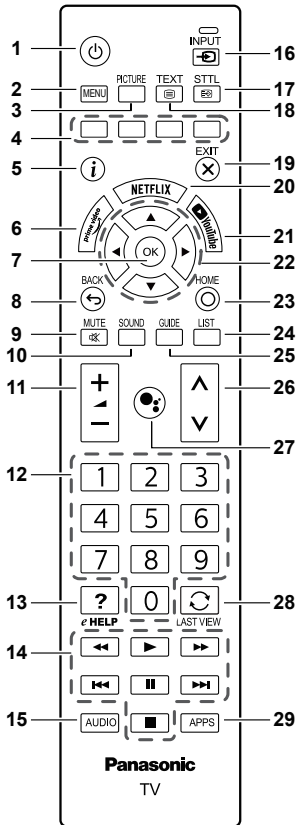 1
INPUT
16
2
MENU
PICTURE
TEXT
STTL
17
3
18
4
EXIT
19
5
i
20
NETFLIX
6
prime video
YouTube
21
7
OK
22
BACK
HOME
8
23
9
MUTE
SOUND
GUIDE
LIST
24
10
25
11
+
−
26
27
12
1 2 3
4 5 6
7 8 9
13
?
0
28
eHELP
LAST VIEW
14
15
AUDIO
APPS
29
Panasonic
TV